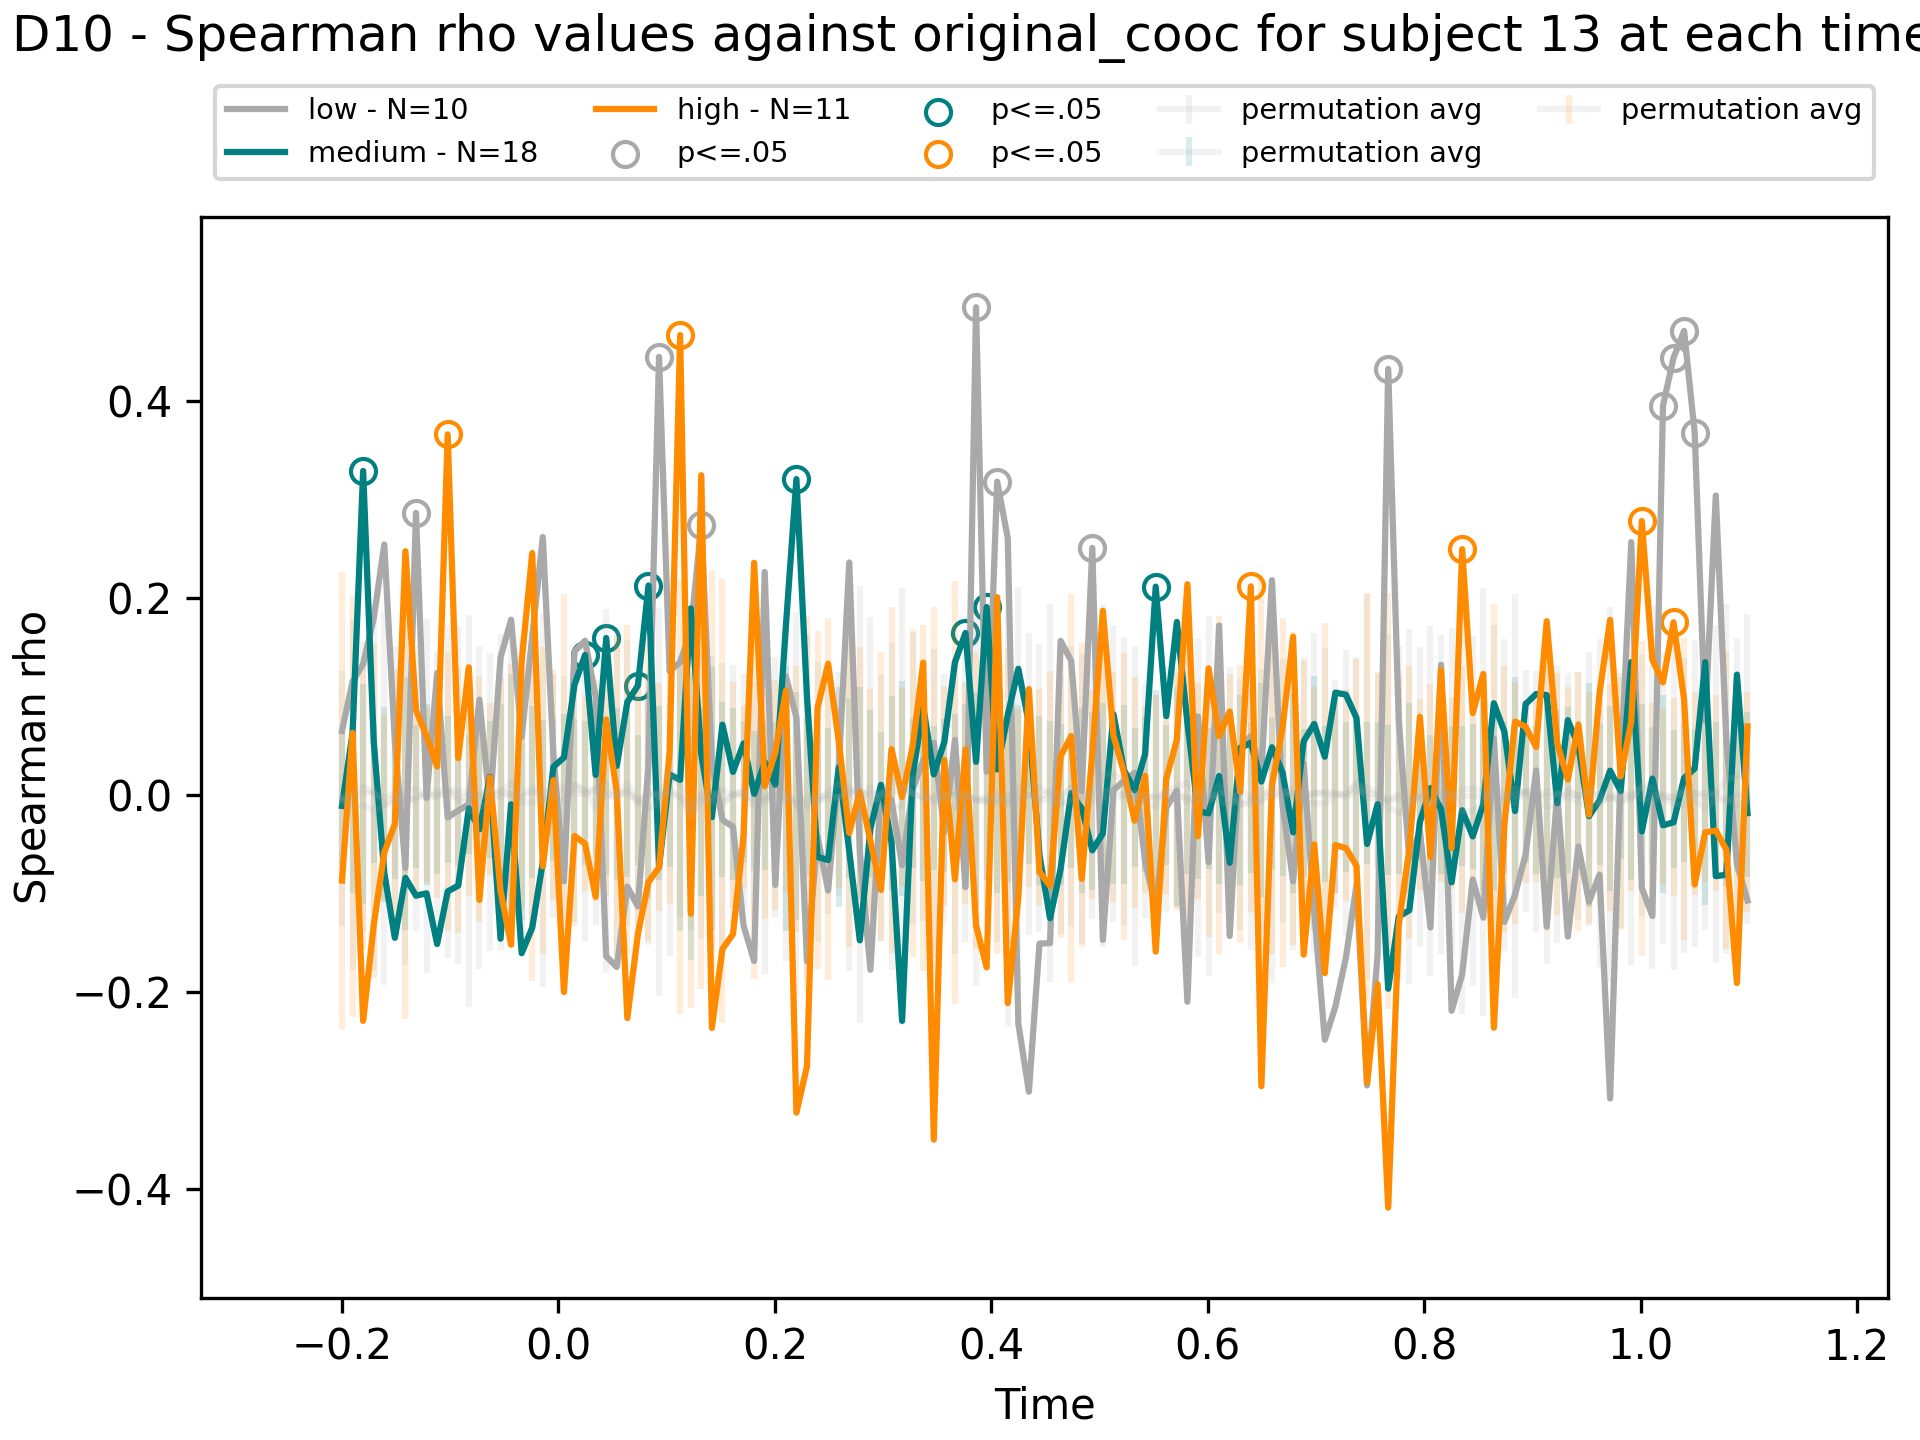 D10 - Spearman rho values against original_cooc for subject 13 at each time
low - N=10
medium - N=18
high - N=11
p<=.05
p<=.05
p<=.05
permutation avg
permutation avg
permutation avg
Spearman rho
0.4
0.2
0.0
−0.2
−0.4
−0.2 0.0 0.2 0.4 0.6 0.8 1.0 1.2
Time